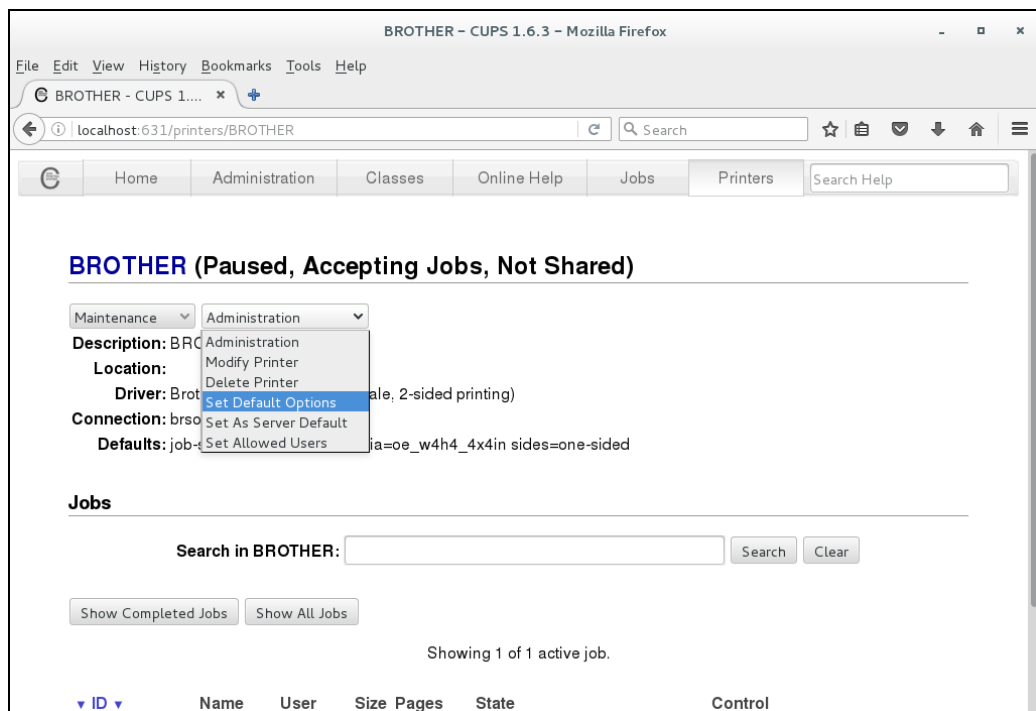 BROTHER – CUPS 1.6.3 – Mozilla Firefox
File Edit View History Bookmarks Tools Help
BROTHER - CUPS 1....
localhost:631/printers/BROTHER Search
Home Administration Classes Online Help Jobs Printers Search Help
BROTHER (Paused, Accepting Jobs, Not Shared)
Maintenance Administration
Description: BRO Administration
Modify Printer
Location:
Delete Printer
Driver: Brot ale, 2-sided printing)
Set Default Options
Connection: brso Set As Server Default
Defaults: job-s Set Allowed Users ia=oe_w4h4_4x4in sides=one-sided
Jobs
Search in BROTHER: Search Clear
Show Completed Jobs Show All Jobs
Showing 1 of 1 active job.
▼ ID ▼ Name User Size Pages State Control